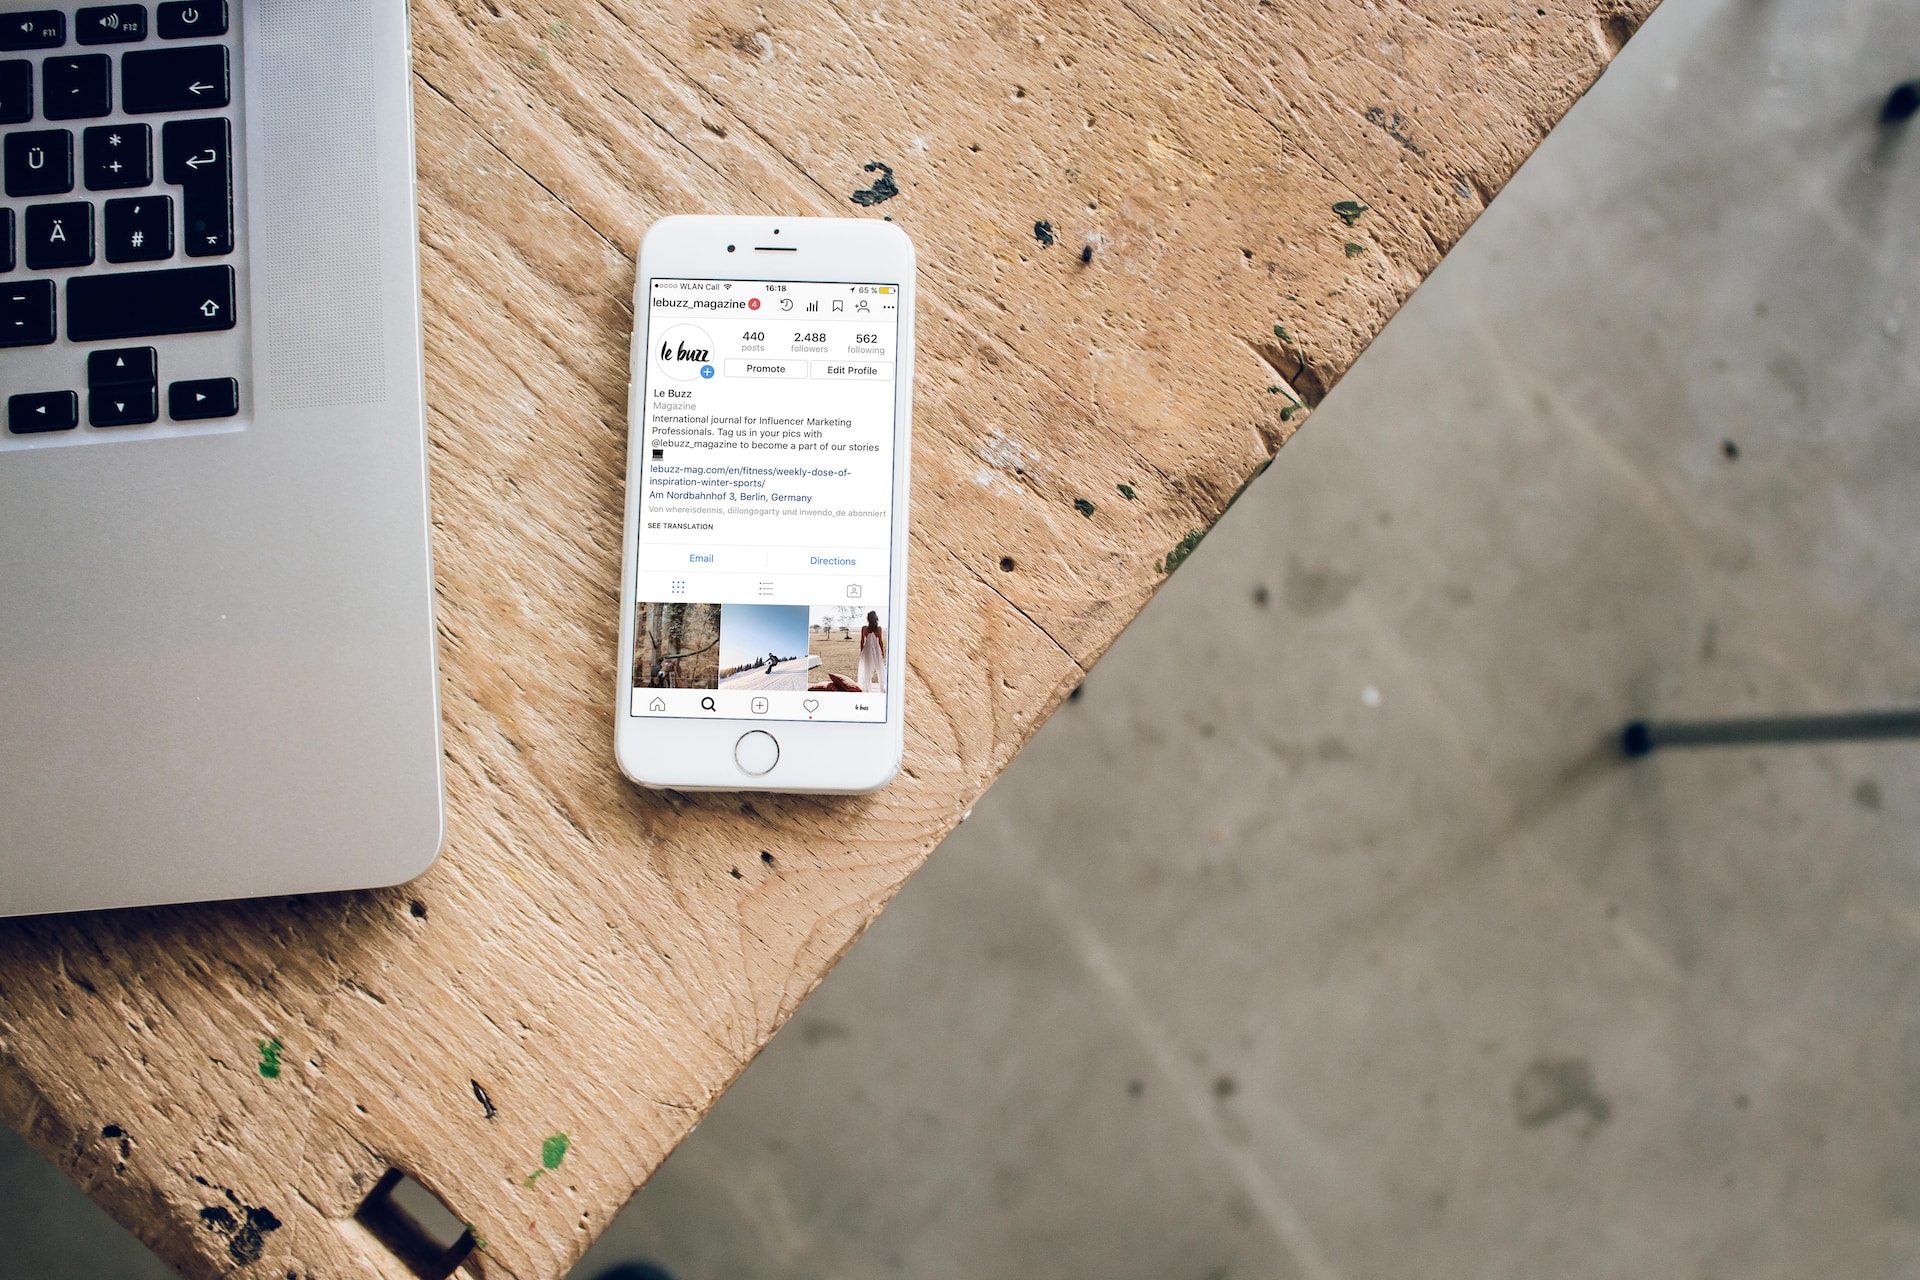 F11
F12
Ü
*
+
Ä
'
#
-
WLAN Call 16:18 65 %
lebuzz_magazine 4
le buzz
440 2.488 562
posts followers following
Promote Edit Profile
Le Buzz
Magazine
International journal for Influencer Marketing
Professionals. Tag us in your pics with
@lebuzz_magazine to become a part of our stories
lebuzz-mag.com/en/fitness/weekly-dose-of-
inspiration-winter-sports/
Am Nordbahnhof 3, Berlin, Germany
Von whereisdennis, dillongogarty und inwendo_de abonniert
SEE TRANSLATION
Email Directions
le buzz